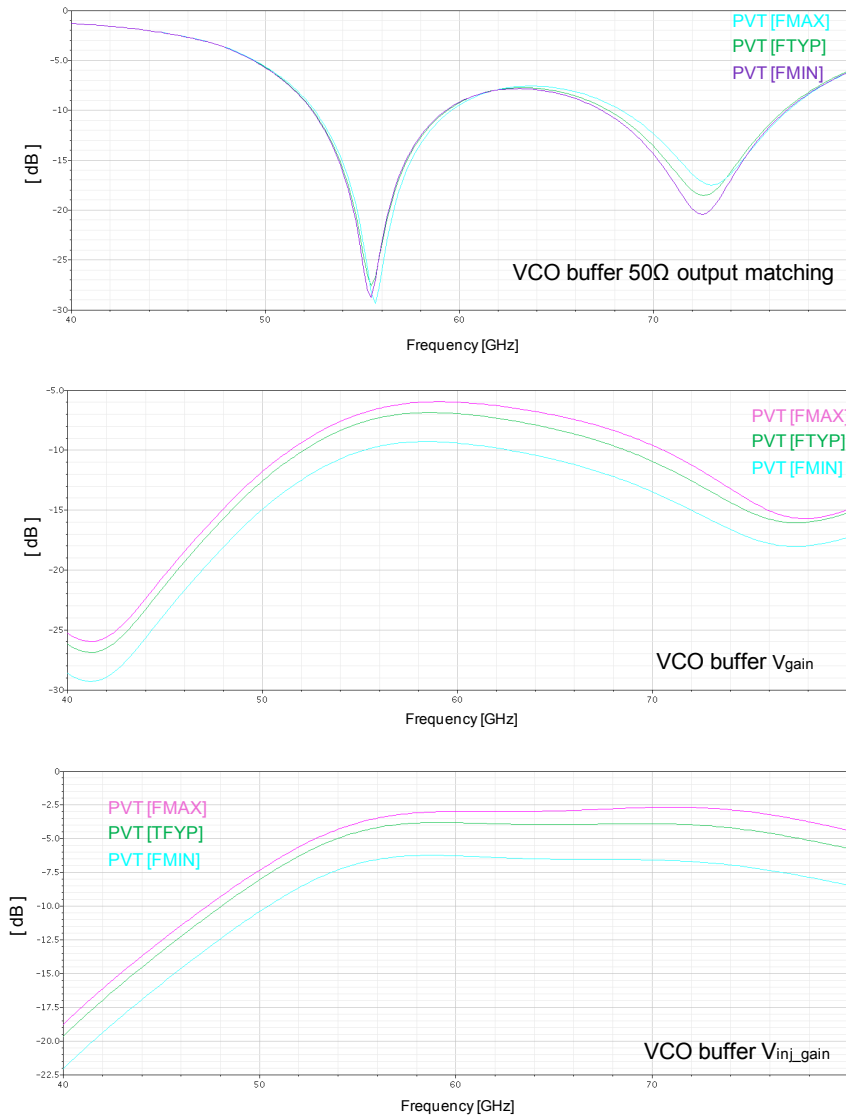 PVT [FMAX]
PVT [FTYP]
PVT [FMIN]
[ dB ]
0
-5.0
-10
-15
-20
-25
-30
VCO buffer 50Ω output matching
40 50 60 70
Frequency [GHz]
PVT [FMAX]
PVT [FTYP]
PVT [FMIN]
[ dB ]
-5.0
-10
-15
-20
-25
-30
VCO buffer Vgain
40 50 60 70
Frequency [GHz]
PVT [FMAX]
PVT [TFYP]
PVT [FMIN]
[ dB ]
0
-2.5
-5.0
-7.5
-10.0
-12.5
-15.0
-17.5
-20.0
-22.5
VCO buffer Vinj_gain
40 50 60 70
Frequency [GHz]